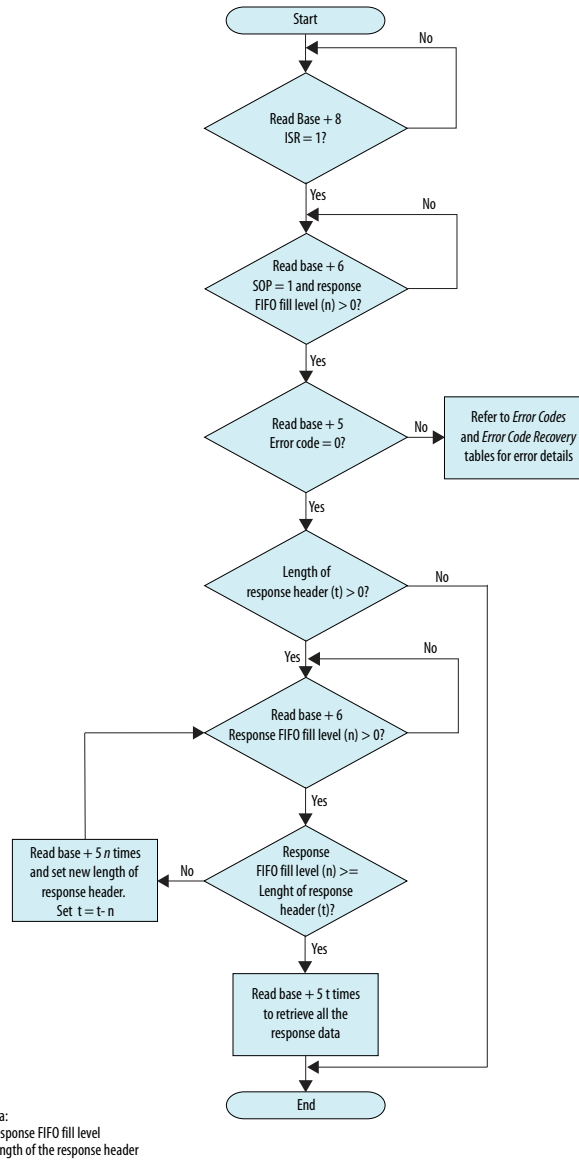 Start
No
Read Base + 8
ISR = 1?
Yes
No
Read base + 6
SOP = 1 and response
FIFO fill level (n) > 0?
Yes
Read base + 5
Error code = 0?
No
Refer to Error Codes
and Error Code Recovery
tables for error details
Yes
Length of
response header (t) > 0?
No
Yes
No
Read base + 6
Response FIFO fill level (n) > 0?
Yes
Read base + 5 n times
and set new length of
response header.
Set t = t- n
No
Response
FIFO fill level (n) >=
Lenght of response
header (t)?
Yes
Read base + 5 t times
to retrieve all the
response data
End
a:
sponse FIFO fill level
ngth of the response header